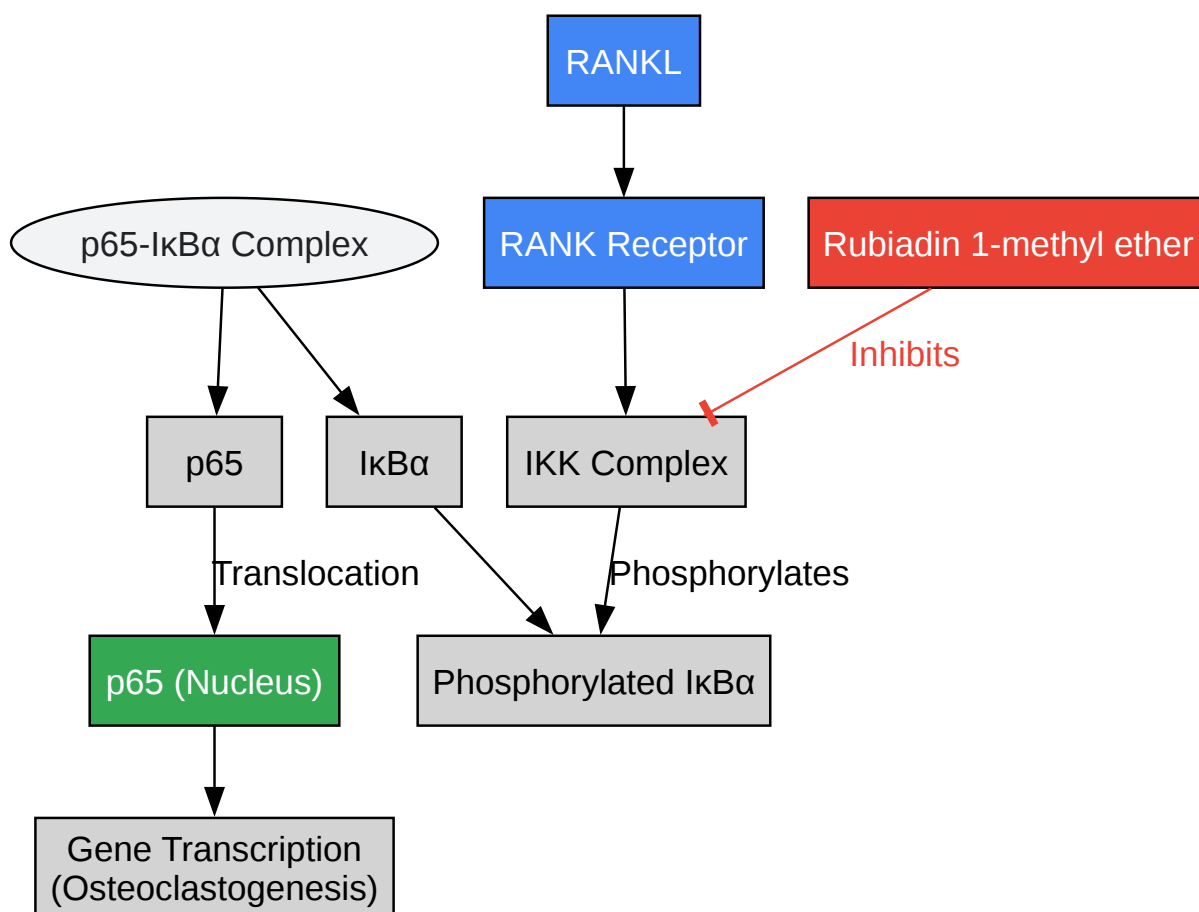 RANKL
p65-IκBα Complex
RANK Receptor
Rubiadin 1-methyl ether
Inhibits
p65
IκBα
IKK Complex
Translocation
Phosphorylates
p65 (Nucleus)
Phosphorylated IκBα
Gene Transcription
(Osteoclastogenesis)